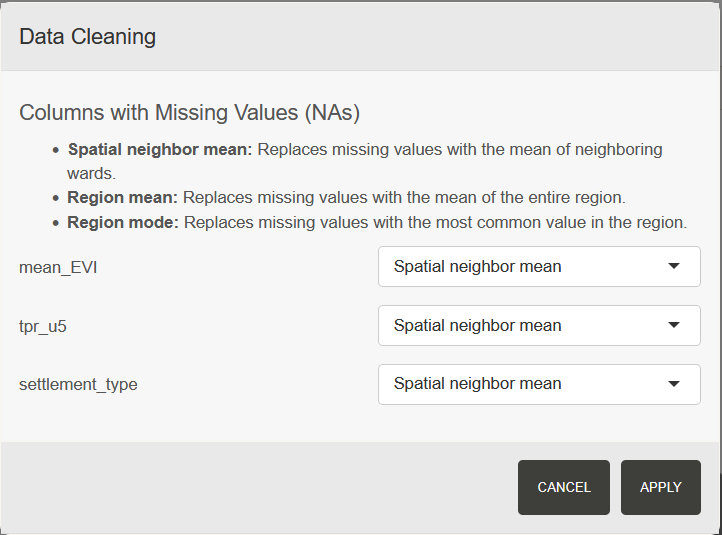 Data Cleaning
Columns with Missing Values (NAs)
• Spatial neighbor mean: Replaces missing values with the mean of neighboring
wards.
• Region mean: Replaces missing values with the mean of the entire region.
• Region mode: Replaces missing values with the most common value in the region.
mean_EVI Spatial neighbor mean
tpr_u5 Spatial neighbor mean
settlement_type Spatial neighbor mean
CANCEL APPLY